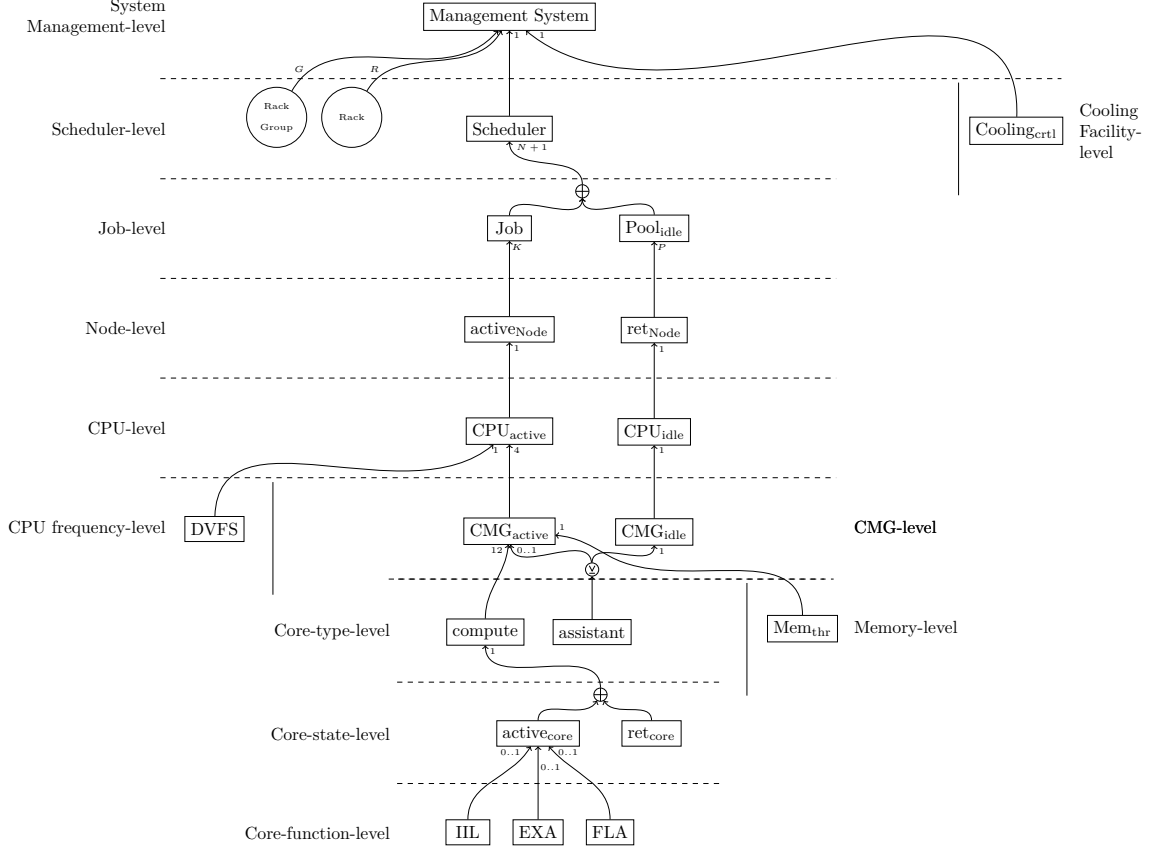 System
Management-level
Management System
1
1
G
R
Rack
Group
Rack
Scheduler-level
Scheduler
N + 1
Cooling_crtl
Cooling
Facility-
level
Job-level
Job
K
Pool_idle
P
Node-level
active_Node
1
ret_Node
1
CPU-level
CPU_active
1
4
CPU_idle
1
CPU frequency-level
DVFS
CMG_active
12
0..1
1
CMG_idle
1
CMG-level
⊻
Core-type-level
compute
1
assistant
Mem_thr
Memory-level
Core-state-level
active_core
0..1
0..1
0..1
ret_core
Core-function-level
IIL
EXA
FLA